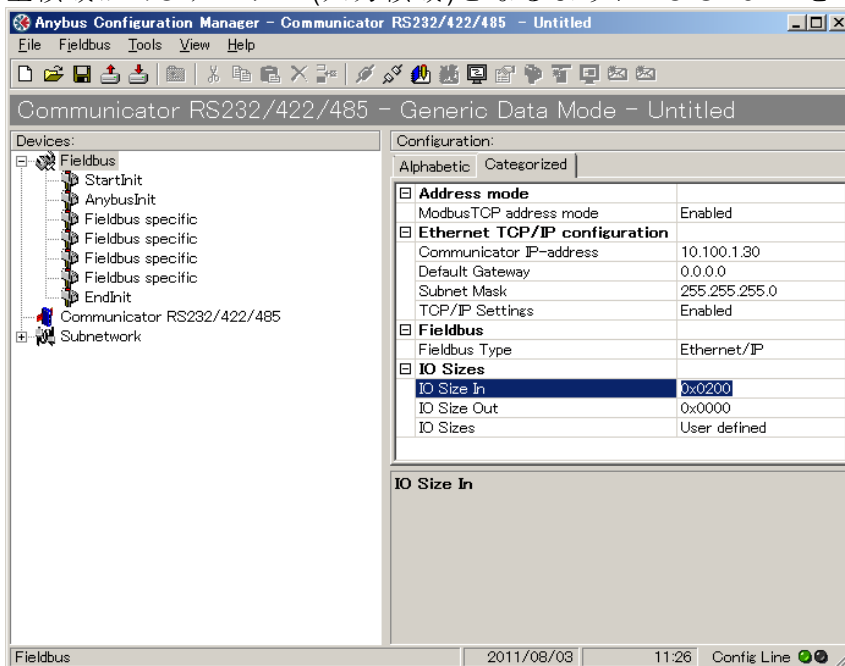 Anybus Configuration Manager - Communicator RS232/422/485 - Untitled
File Fieldbus Tools View Help
Communicator RS232/422/485 - Generic Data Mode - Untitled
Devices:
Fieldbus
StartInit
AnybusInit
Fieldbus specific
Fieldbus specific
Fieldbus specific
Fieldbus specific
EndInit
Communicator RS232/422/485
Subnetwork
Configuration:
Alphabetic Categorized
Address mode
ModbusTCP address mode Enabled
Ethernet TCP/IP configuration
Communicator IP-address 10.100.1.30
Default Gateway 0.0.0.0
Subnet Mask 255.255.255.0
TCP/IP Settings Enabled
Fieldbus
Fieldbus Type Ethernet/IP
IO Sizes
IO Size In 0x0200
IO Size Out 0x0000
IO Sizes User defined
IO Size In
Fieldbus 2011/08/03 11:26 Config Line